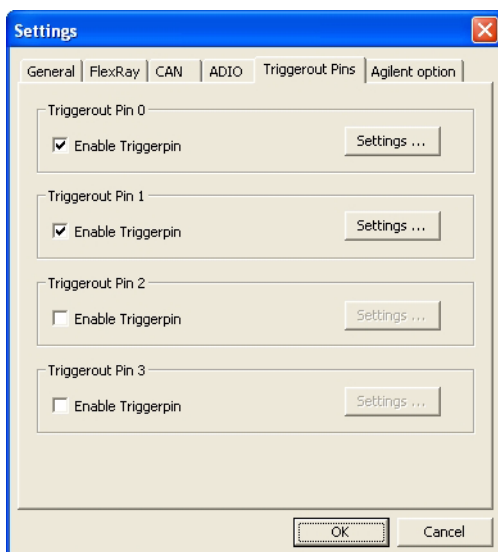 Settings
General FlexRay CAN ADIO Triggerout Pins Agilent option
Triggerout Pin 0
Enable Triggerpin Settings ...
Triggerout Pin 1
Enable Triggerpin Settings ...
Triggerout Pin 2
Enable Triggerpin Settings ...
Triggerout Pin 3
Enable Triggerpin Settings ...
OK Cancel